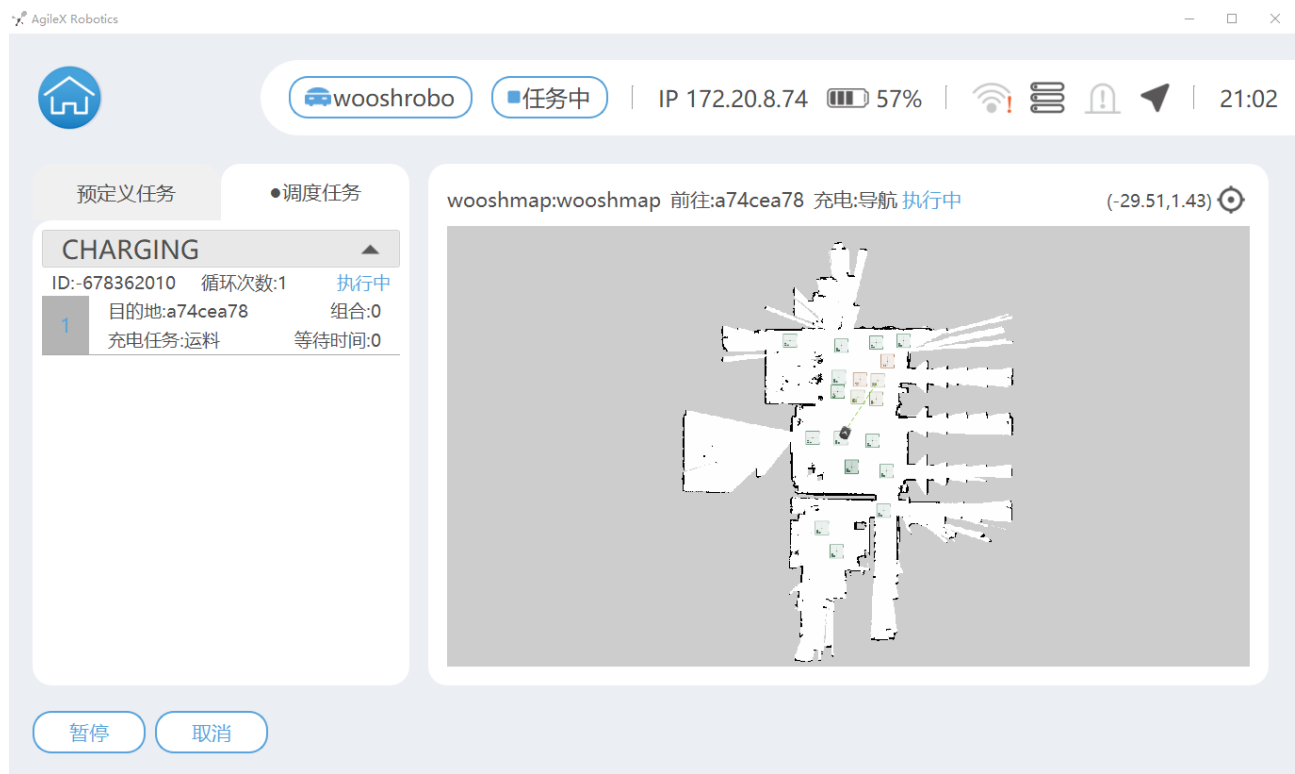 AgileX Robotics
wooshrobo 任务中 IP 172.20.8.74 57% 21:02
预定义任务 ●调度任务
CHARGING
ID:-678362010 循环次数:1 执行中
1
目的地:a74cea78 组合:0
充电任务:运料 等待时间:0
wooshmap:wooshmap 前往:a74cea78 充电:导航 执行中 (-29.51,1.43)
暂停 取消